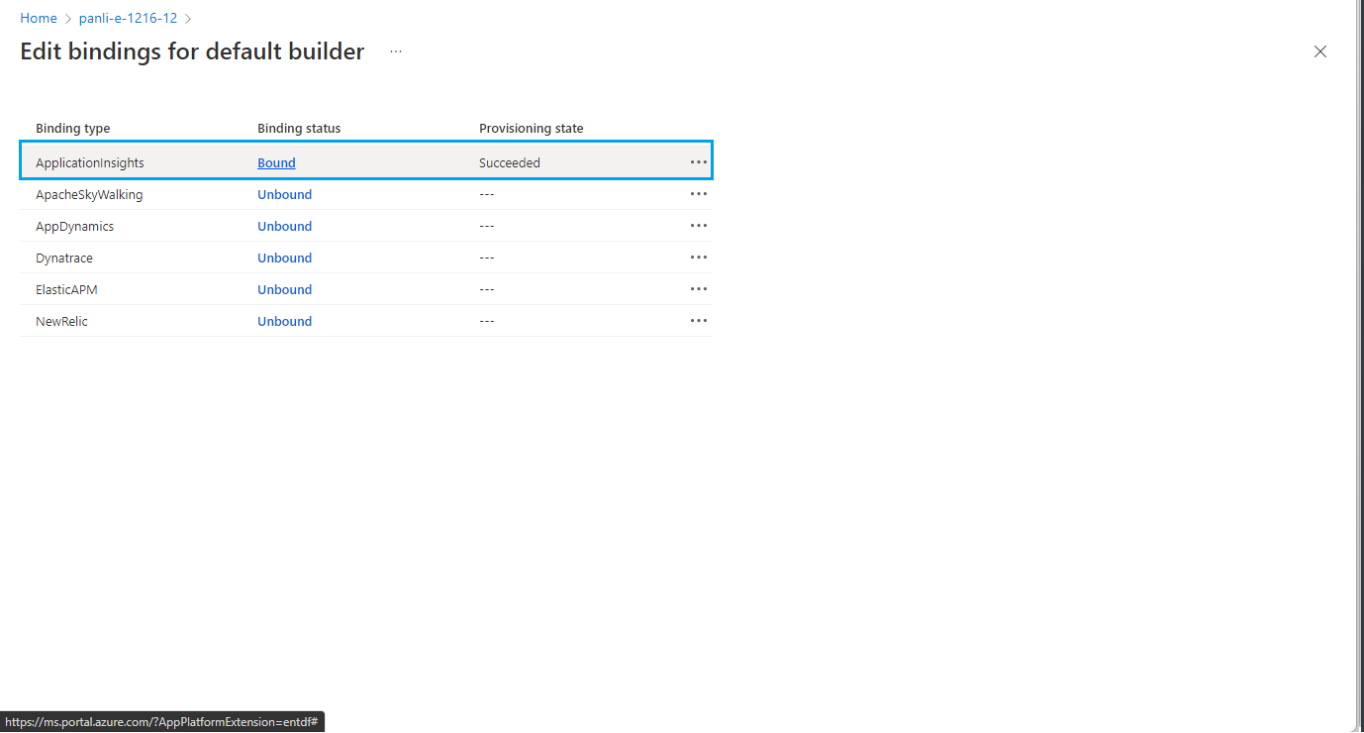 Home > panli-e-1216-12 >
Edit bindings for default builder ...
Binding type Binding status Provisioning state
ApplicationInsights Bound Succeeded ...
ApacheSkyWalking Unbound --- ...
AppDynamics Unbound --- ...
Dynatrace Unbound --- ...
ElasticAPM Unbound --- ...
NewRelic Unbound --- ...
https://ms.portal.azure.com/?AppPlatformExtension=entdf#